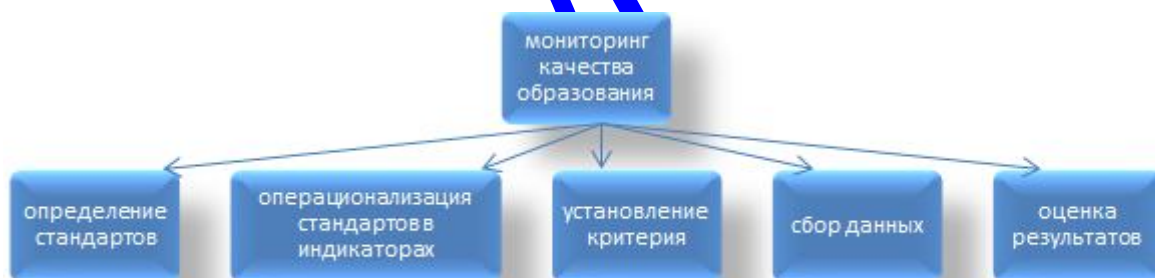 мониторинг
качества
образования
определение
стандартов
операционализация
стандартов в
индикаторах
установление
критерия
сбор данных
оценка
результатов